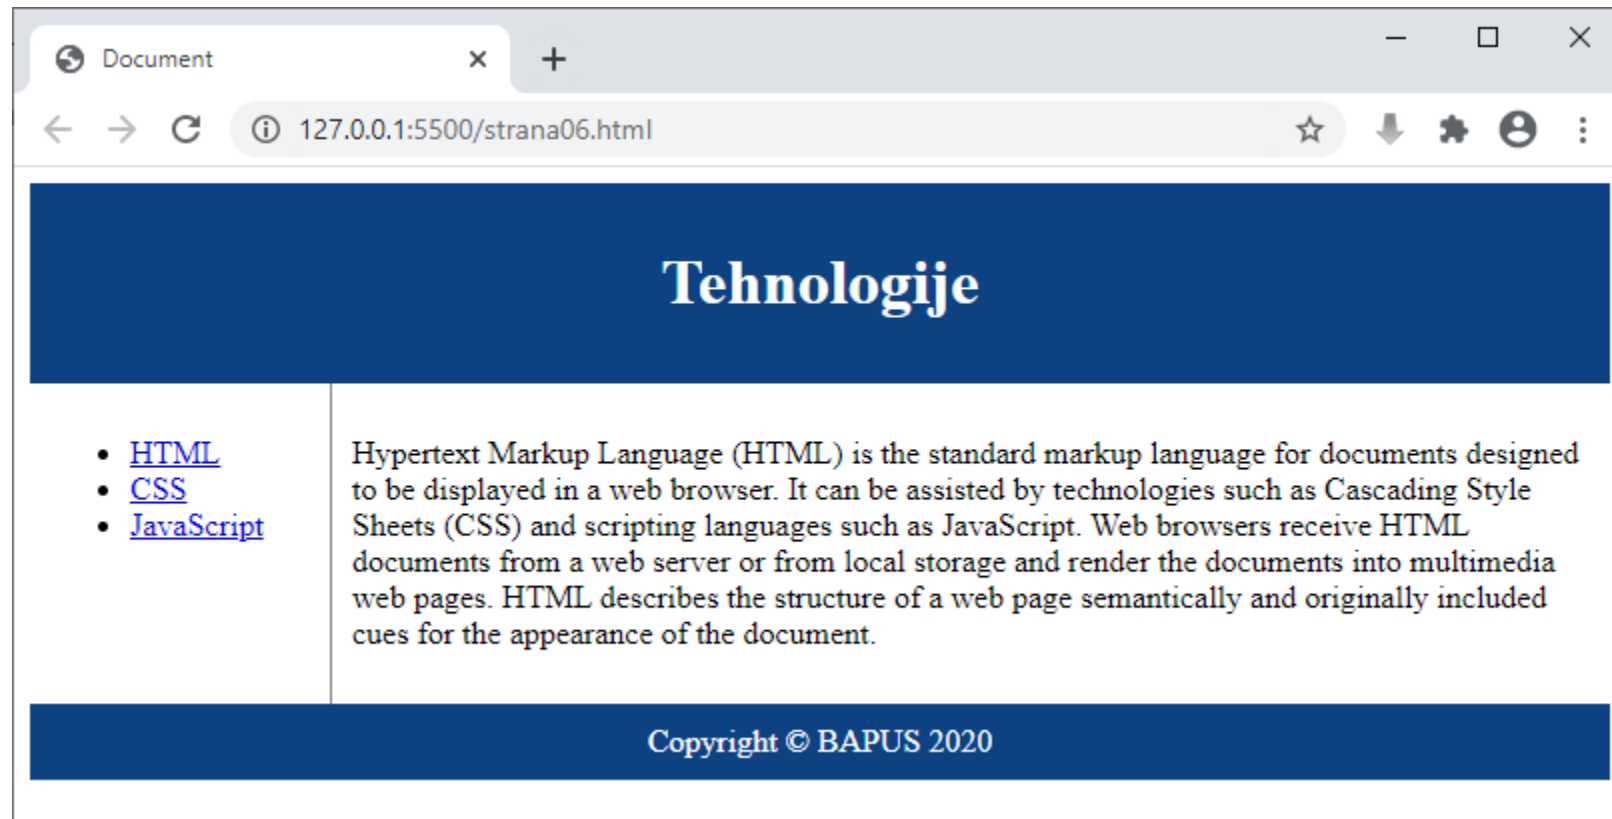 Document
127.0.0.1:5500/strana06.html
Tehnologije
HTML
CSS
JavaScript
Hypertext Markup Language (HTML) is the standard markup language for documents designed
to be displayed in a web browser. It can be assisted by technologies such as Cascading Style
Sheets (CSS) and scripting languages such as JavaScript. Web browsers receive HTML
documents from a web server or from local storage and render the documents into multimedia
web pages. HTML describes the structure of a web page semantically and originally included
cues for the appearance of the document.
Copyright © BAPUS 2020